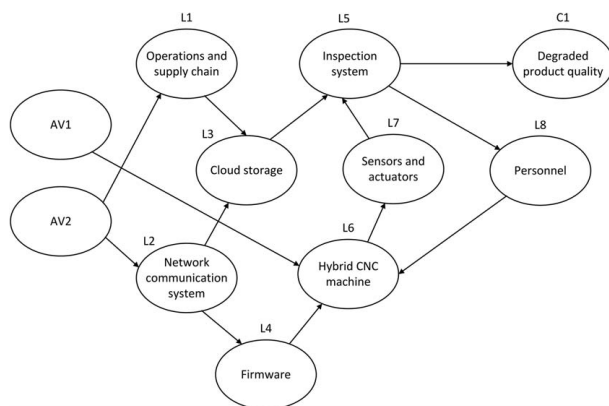 L1
Operations and
supply chain
L5
Inspection
system
C1
Degraded
product quality
AV1
L3
Cloud storage
L7
Sensors and
actuators
L8
Personnel
AV2
L2
Network
communication
system
L6
Hybrid CNC
machine
L4
Firmware